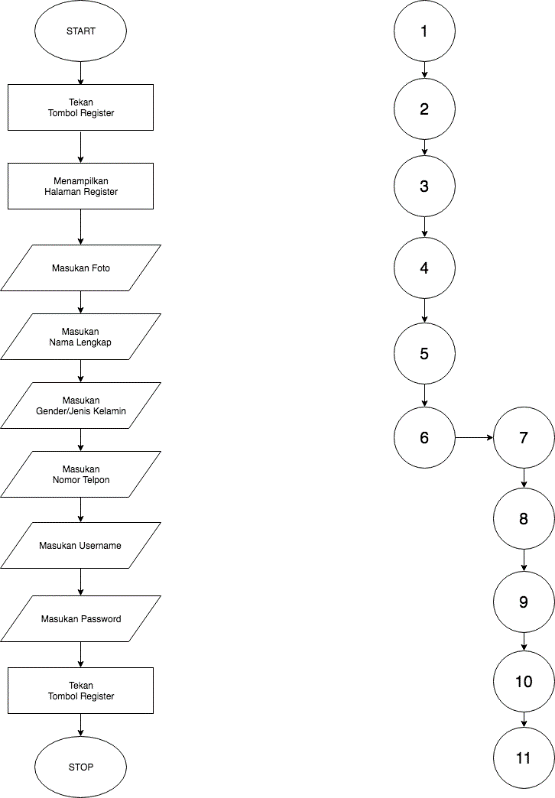 START
Tekan
Tombol Register
Menampilkan
Halaman Register
Masukan Foto
Masukan
Nama Lengkap
Masukan
Gender/Jenis Kelamin
Masukan
Nomor Telpon
Masukan Username
Masukan Password
Tekan
Tombol Register
STOP
1
2
3
4
5
6
7
8
9
10
11